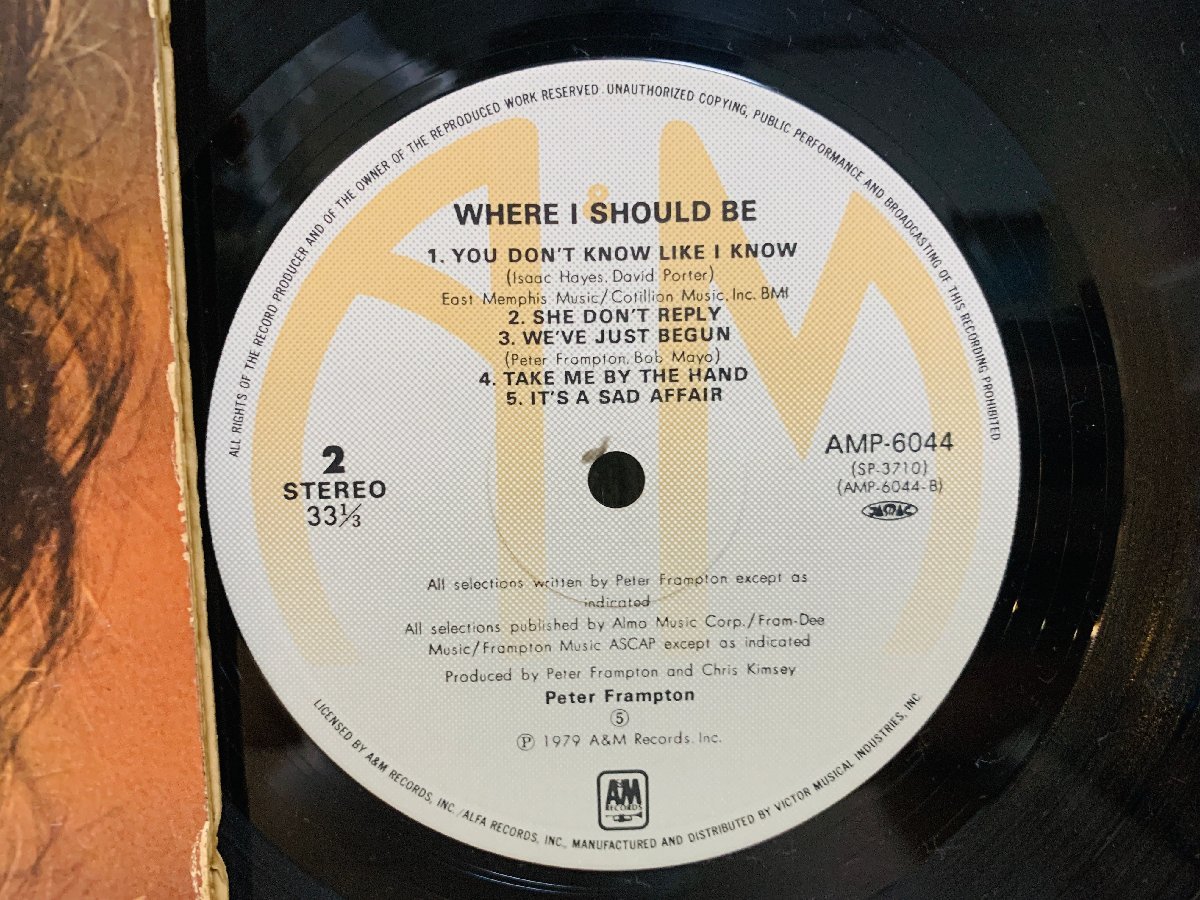 ALL RIGHTS OF THE RECORD PRODUCER AND OF THE OWNER OF THE REPRODUCED WORK RESERVED. UNAUTHORIZED COPYING, PUBLIC PERFORMANCE AND BROADCASTING OF THIS RECORDING PROHIBITED
WHERE I SHOULD BE
1. YOU DON'T KNOW LIKE I KNOW
(Isaac Hayes, David Porter)
East Memphis Music/Cotillion Music, Inc. BMI
2. SHE DON'T REPLY
3. WE'VE JUST BEGUN
(Peter Frampton, Bob Mayo)
4. TAKE ME BY THE HAND
5. IT'S A SAD AFFAIR
2
STEREO
33⅓
AMP-6044
(SP-3710)
(AMP-6044-B)
All selections written by Peter Frampton except as
indicated
All selections published by Almo Music Corp./Fram-Dee
Music/Frampton Music ASCAP except as indicated
Produced by Peter Frampton and Chris Kimsey
Peter Frampton
⑤
℗ 1979 A&M Records, Inc.
A&M
RECORDS
LICENSED BY A&M RECORDS, INC./ALFA RECORDS, INC., MANUFACTURED AND DISTRIBUTED BY VICTOR MUSICAL INDUSTRIES, INC.